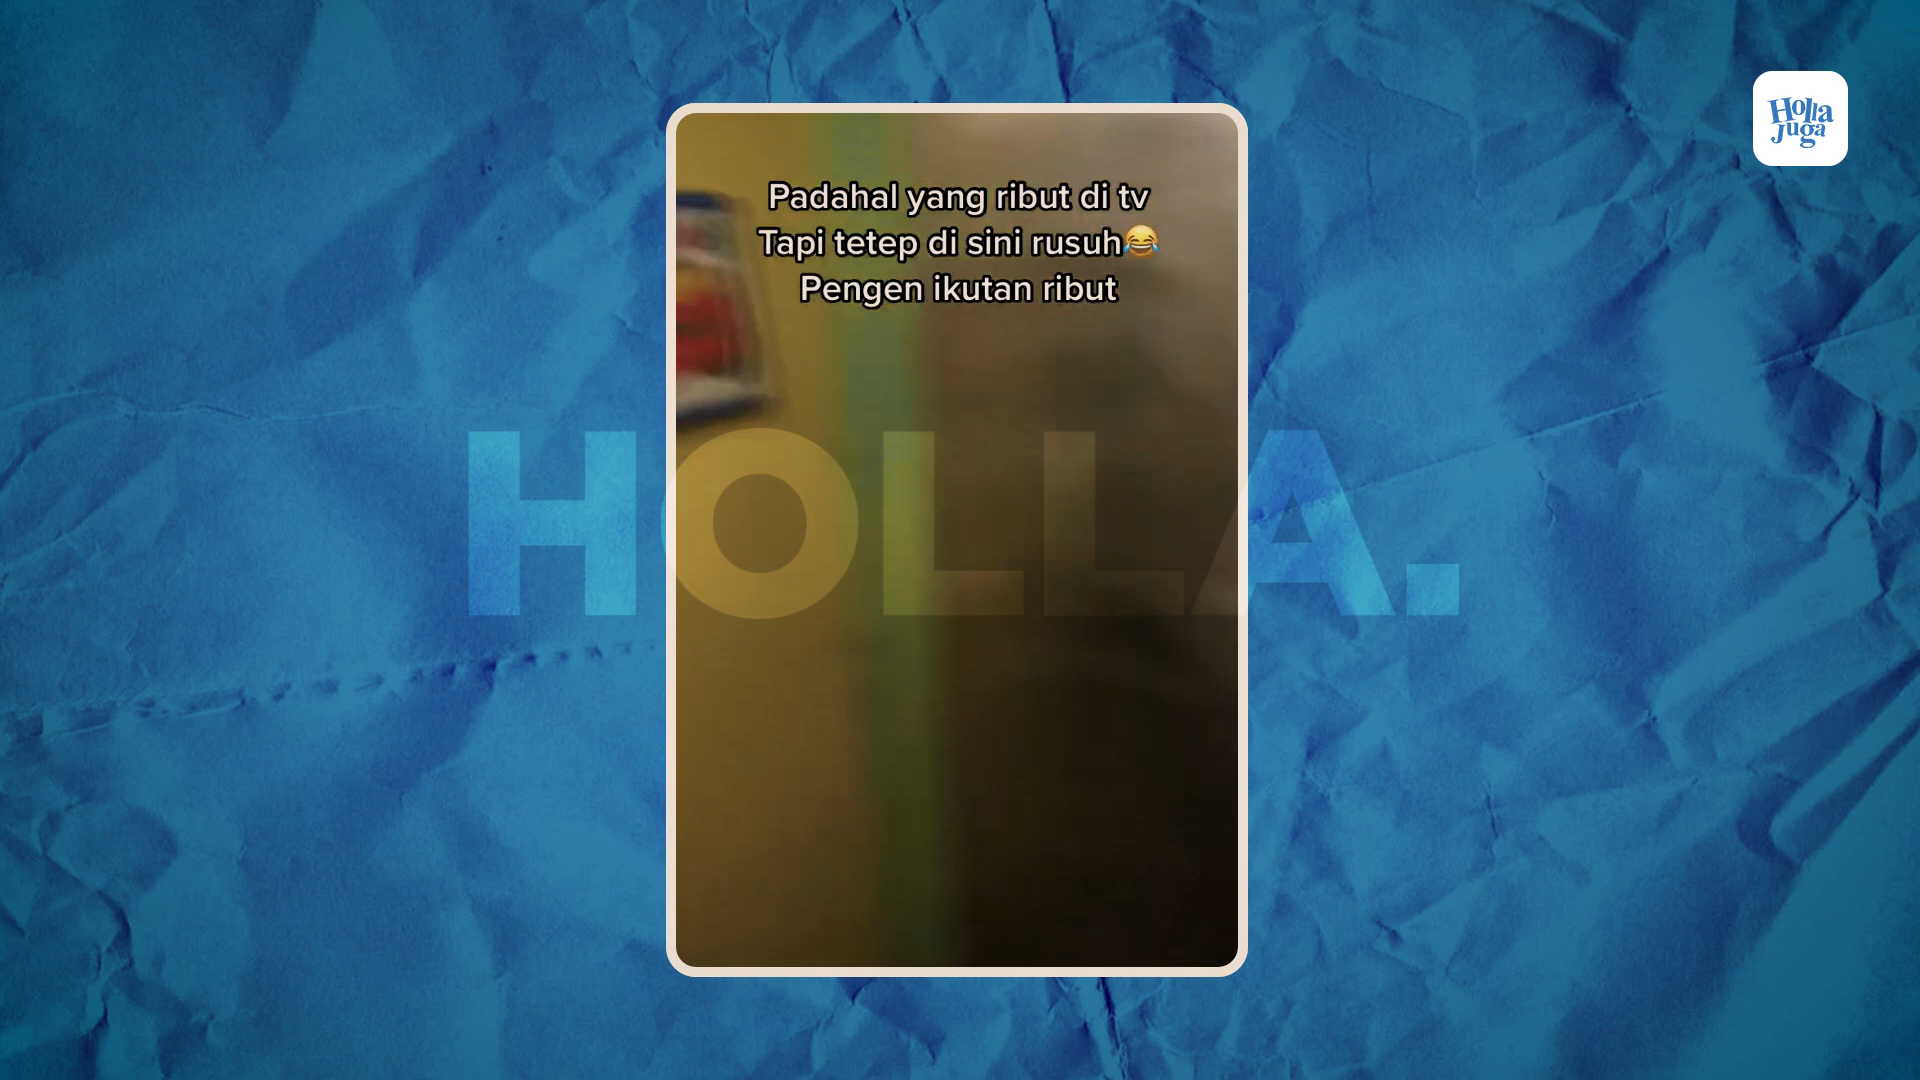 Holla
Juga
Padahal yang ribut di tv
Tapi tetep di sini rusuh😂
Pengen ikutan ribut
HOLLA.